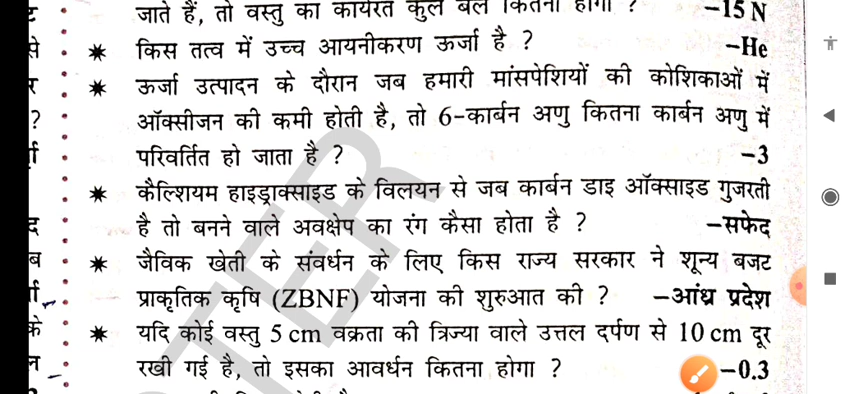 जाते हैं, तो वस्तु का कार्यरत कुल बल कितना होगा ? –15 N
से * किस तत्व में उच्च आयनीकरण ऊर्जा है ? –He
र * ऊर्जा उत्पादन के दौरान जब हमारी मांसपेशियों की कोशिकाओं में
? ऑक्सीजन की कमी होती है, तो 6-कार्बन अणु कितना कार्बन अणु में
परिवर्तित हो जाता है ? –3
* कैल्शियम हाइड्राक्साइड के विलयन से जब कार्बन डाइ ऑक्साइड गुजरती
द है तो बनने वाले अवक्षेप का रंग कैसा होता है ? –सफेद
ब * जैविक खेती के संवर्धन के लिए किस राज्य सरकार ने शून्य बजट
प्राकृतिक कृषि (ZBNF) योजना की शुरुआत की ? –आंध्र प्रदेश
के * यदि कोई वस्तु 5 cm वक्रता की त्रिज्या वाले उत्तल दर्पण से 10 cm दूर
न रखी गई है, तो इसका आवर्धन कितना होगा ? –0.3